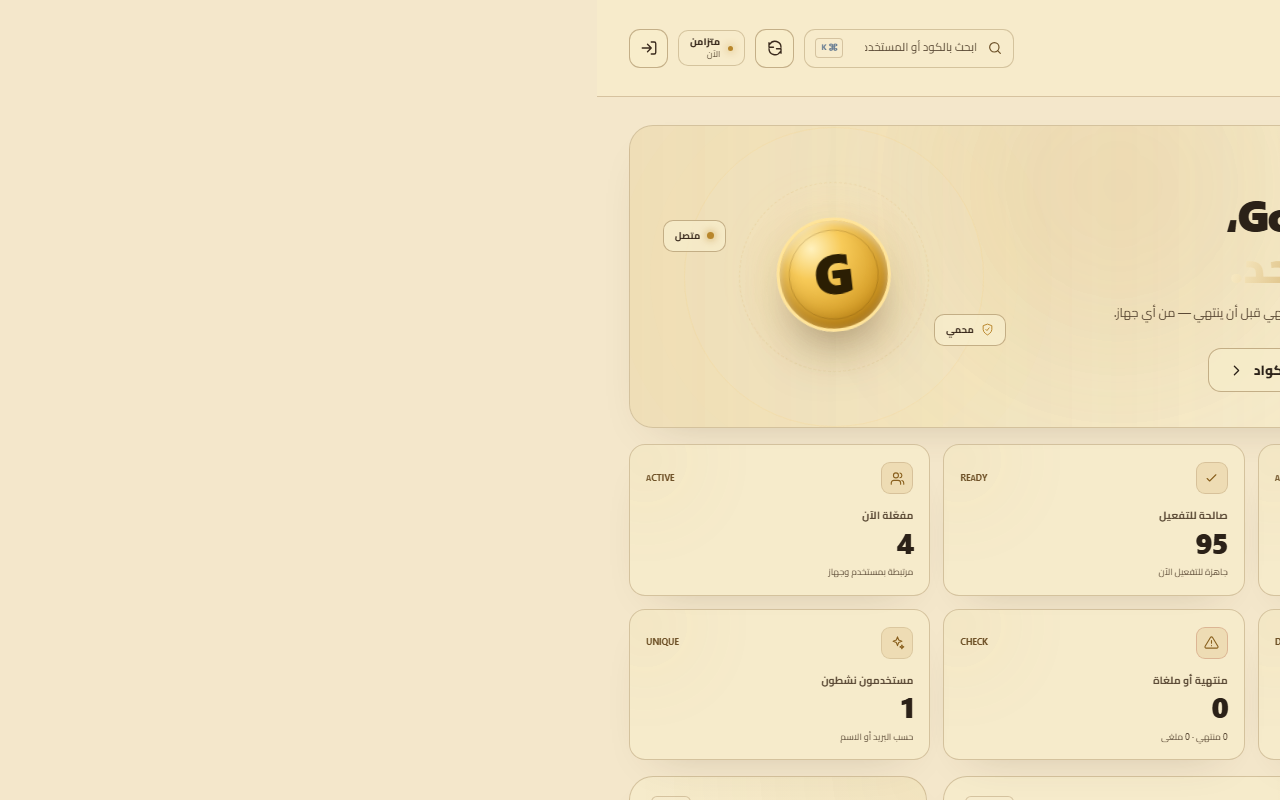 ابحث بالكود أو المستخدم
⌘ K
متزامن
الآن
Go,
متصل
G
محمي
هي قبل أن ينتهي — من أي جهاز.
كواد
ACTIVE
مفعّلة الآن
4
مرتبطة بمستخدم وجهاز
READY
صالحة للتفعيل
95
جاهزة للتفعيل الآن
UNIQUE
مستخدمون نشطون
1
حسب البريد أو الاسم
CHECK
منتهية أو ملغاة
0
0 منتهي · 0 ملغى